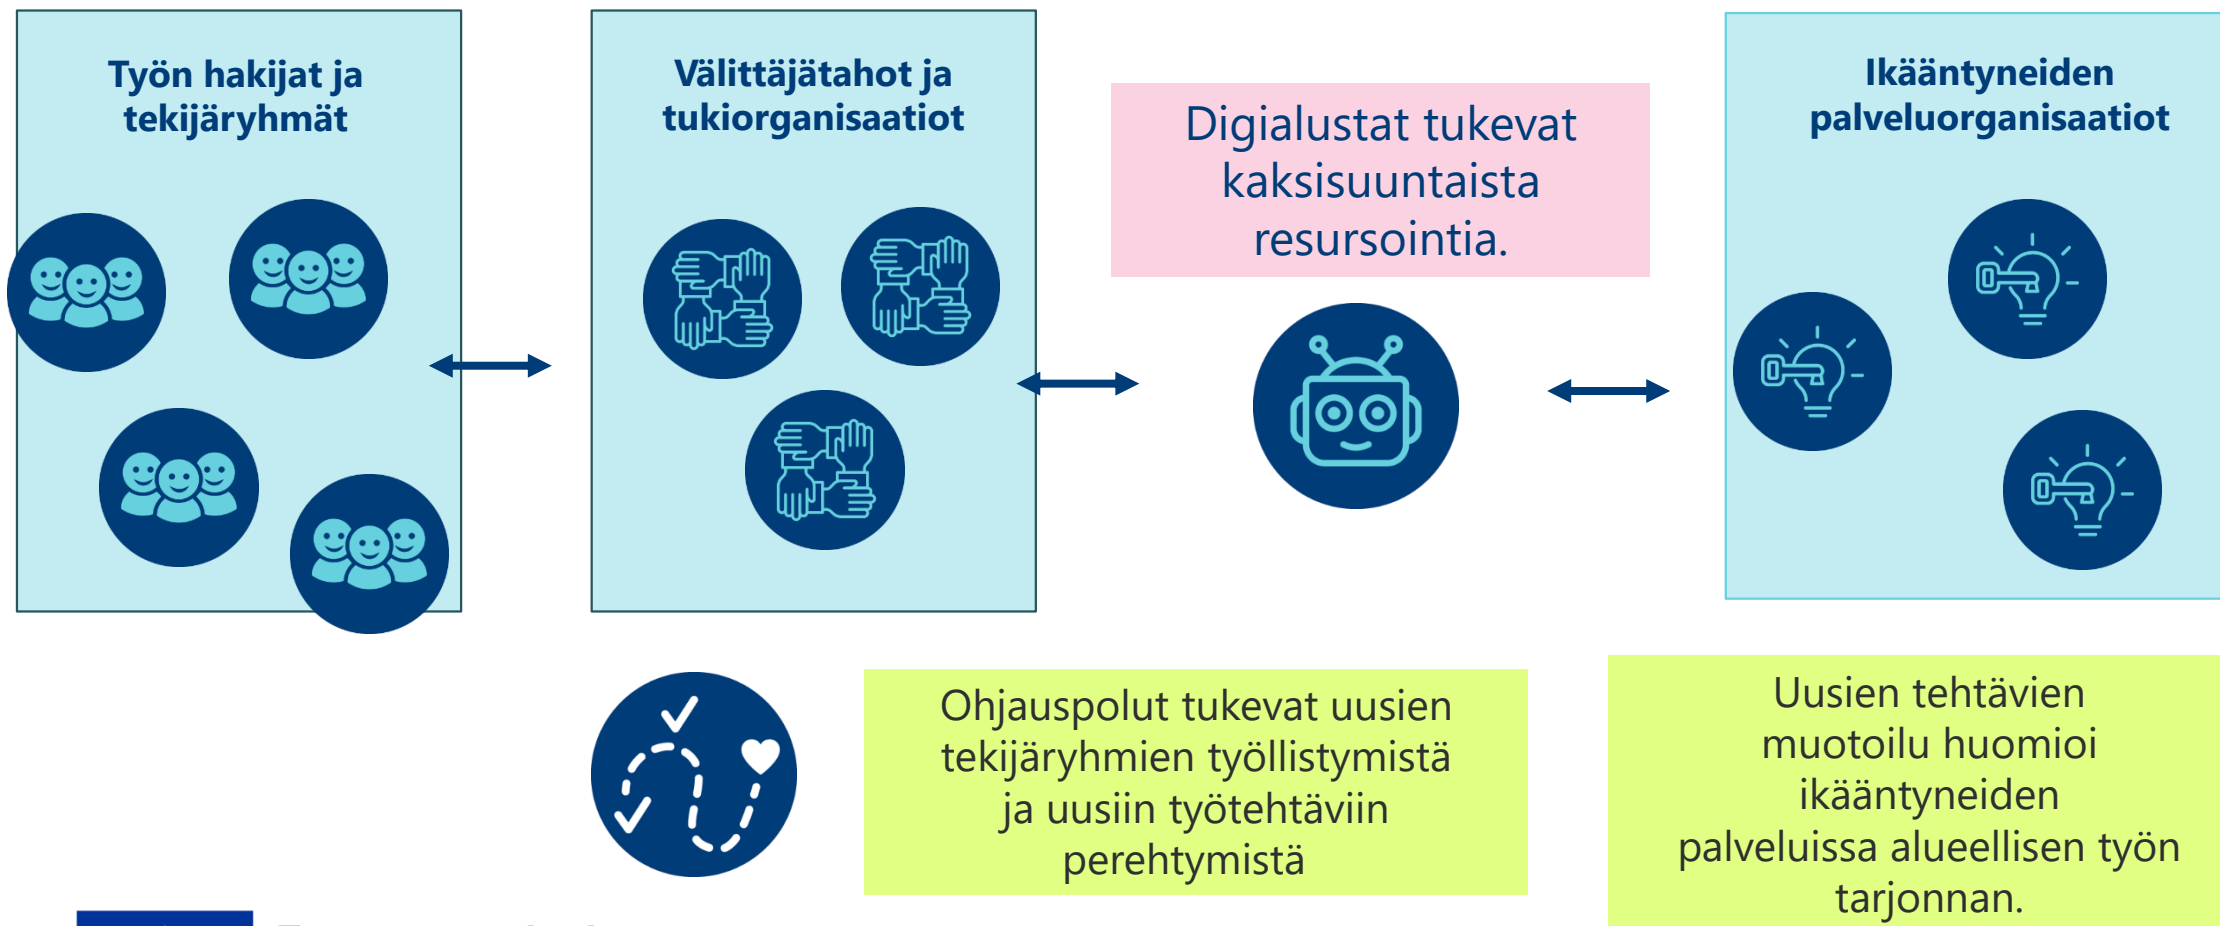 Työn hakijat ja
tekijäryhmät
Välittäjätahot ja
tukiorganisaatiot
Digialustat tukevat
kaksisuuntaista
resursointia.
Ikääntyneiden
palveluorganisaatiot
Ohjauspolut tukevat uusien
tekijäryhmien työllistymistä
ja uusiin työtehtäviin
perehtymistä
Uusien tehtävien
muotoilu huomioi
ikääntyneiden
palveluissa alueellisen työn
tarjonnan.